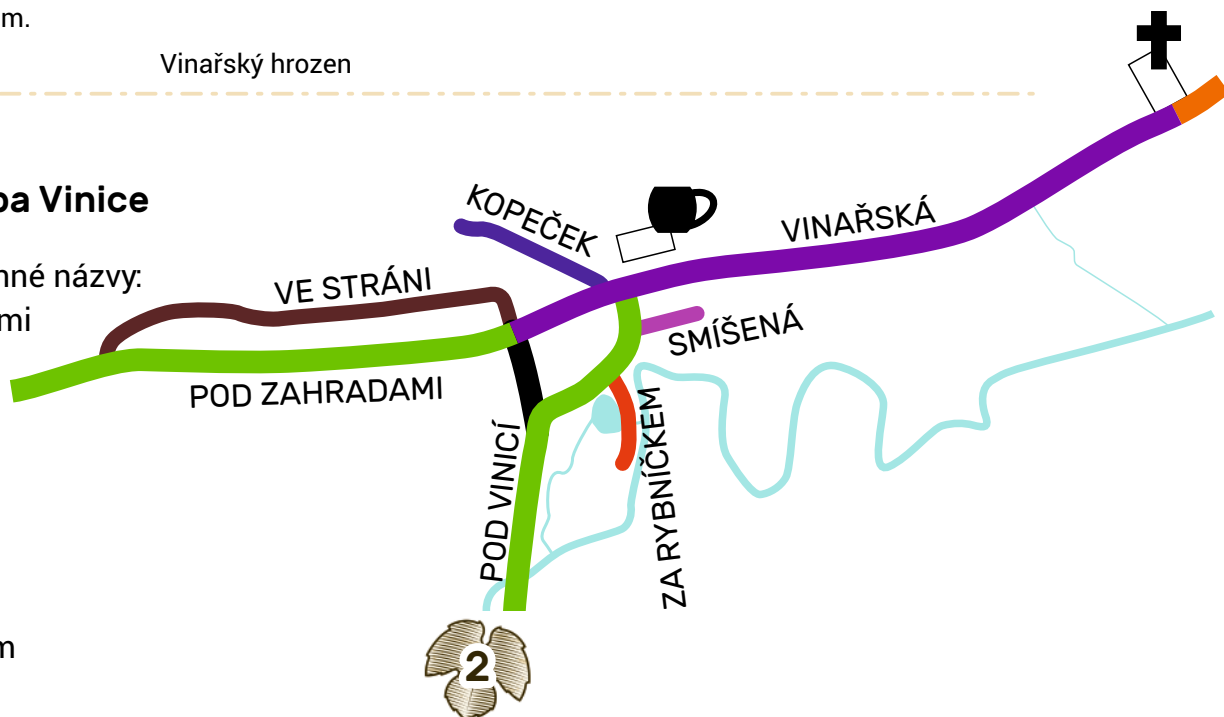 m.
Vinařský hrozen
pa Vinice
nné názvy:
mi
m
KOPEČEK
VINAŘSKÁ
VE STRÁNI
SMÍŠENÁ
POD ZAHRADAMI
POD VINICÍ
ZA RYBNÍČKEM
2